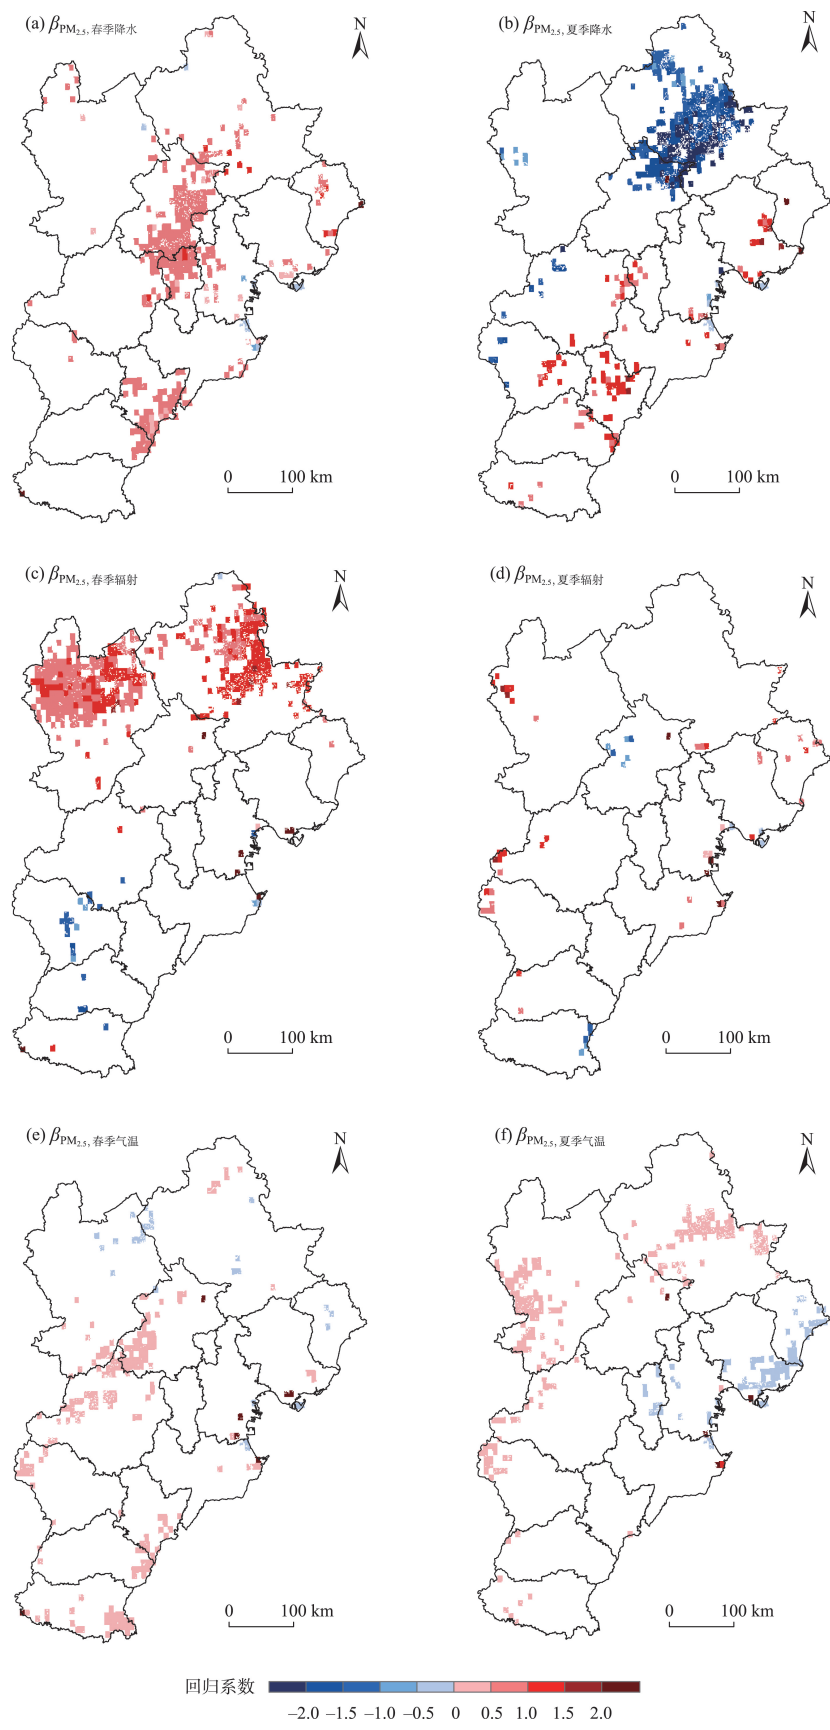 (a) βPM2.5, 春季降水
N
(b) βPM2.5, 夏季降水
N
0 100 km
0 100 km
(c) βPM2.5, 春季辐射
N
(d) βPM2.5, 夏季辐射
N
0 100 km
0 100 km
(e) βPM2.5, 春季气温
N
(f) βPM2.5, 夏季气温
N
0 100 km
0 100 km
回归系数
–2.0 –1.5 –1.0 –0.5 0 0.5 1.0 1.5 2.0